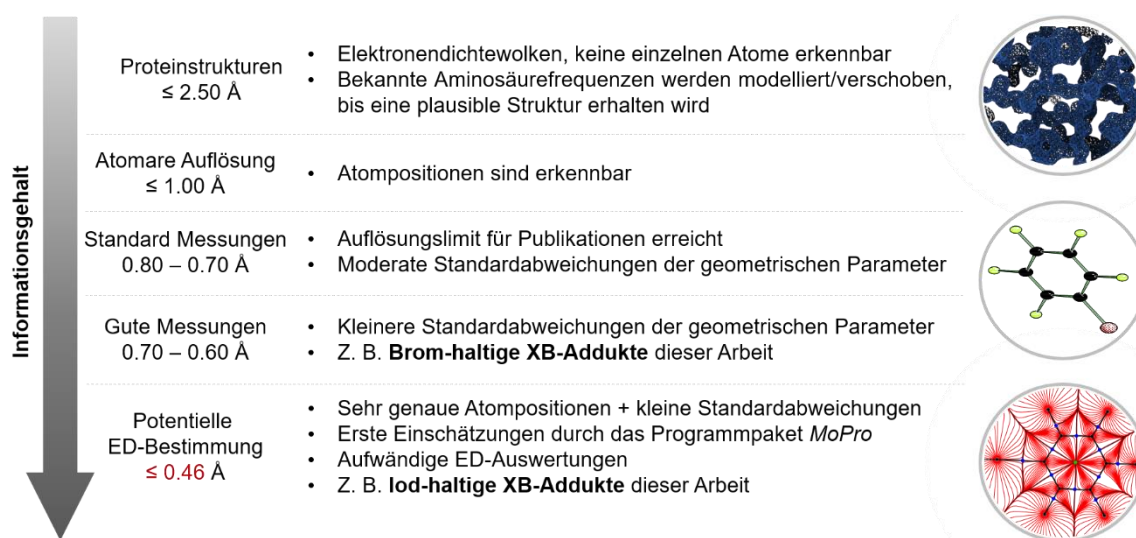 Informationsgehalt
Proteinstrukturen
≤ 2.50 Å
• Elektronendichtewolken, keine einzelnen Atome erkennbar
• Bekannte Aminosäurefrequenzen werden modelliert/verschoben,
bis eine plausible Struktur erhalten wird
Atomare Auflösung
≤ 1.00 Å
• Atompositionen sind erkennbar
Standard Messungen
0.80 – 0.70 Å
• Auflösungslimit für Publikationen erreicht
• Moderate Standardabweichungen der geometrischen Parameter
Gute Messungen
0.70 – 0.60 Å
• Kleinere Standardabweichungen der geometrischen Parameter
• Z. B. Brom-haltige XB-Addukte dieser Arbeit
Potentielle
ED-Bestimmung
≤ 0.46 Å
• Sehr genaue Atompositionen + kleine Standardabweichungen
• Erste Einschätzungen durch das Programmpaket MoPro
• Aufwändige ED-Auswertungen
• Z. B. Iod-haltige XB-Addukte dieser Arbeit